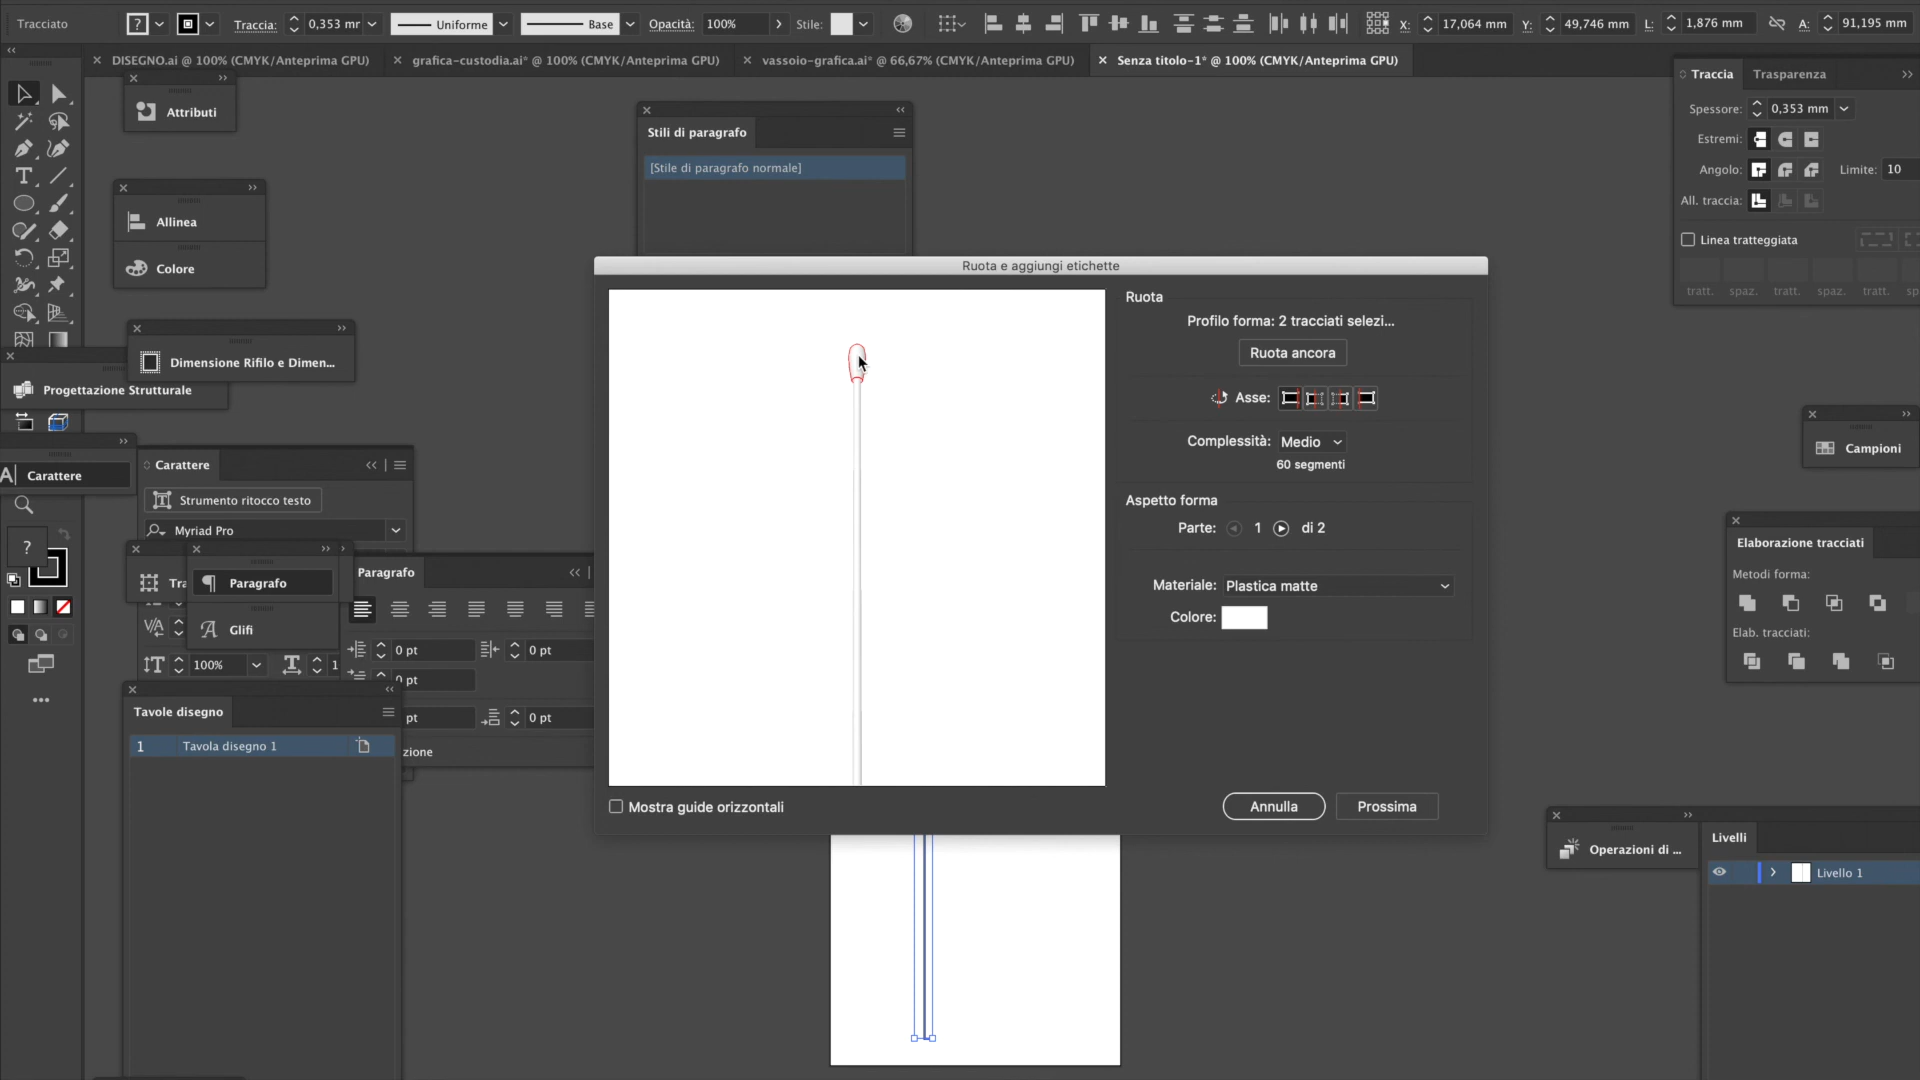 Tracciato
Traccia: 0,353 mr Uniforme Base Opacità: 100% Stile: X: 17,064 mm Y: 49,746 mm L: 1,876 mm A: 91,195 mm
DISEGNO.ai @ 100% (CMYK/Anteprima GPU) grafica-custodia.ai* @ 100% (CMYK/Anteprima GPU) vassoio-grafica.ai* @ 66,67% (CMYK/Anteprima GPU) Senza titolo-1* @ 100% (CMYK/Anteprima GPU)
Attributi
Allinea
Colore
Dimensione Rifilo e Dimen...
Progettazione Strutturale
Carattere
Carattere
Strumento ritocco testo
Myriad Pro
Tra
Paragrafo
Glifi
100% 1
Paragrafo
0 pt 0 pt
0 pt
pt 0 pt
zione
Tavole disegno
1 Tavola disegno 1
Stili di paragrafo
[Stile di paragrafo normale]
Ruota e aggiungi etichette
Ruota
Profilo forma: 2 tracciati selezi...
Ruota ancora
Asse:
Complessità: Medio
60 segmenti
Aspetto forma
Parte: 1 di 2
Materiale: Plastica matte
Colore:
Mostra guide orizzontali
Annulla Prossima
Traccia Trasparenza
Spessore: 0,353 mm
Estremi:
Angolo: Limite: 10
All. traccia:
Linea tratteggiata
tratt. spaz. tratt. spaz. tratt. sp
Campioni
Elaborazione tracciati
Metodi forma:
Elab. tracciati:
Operazioni di ...
Livelli
Livello 1